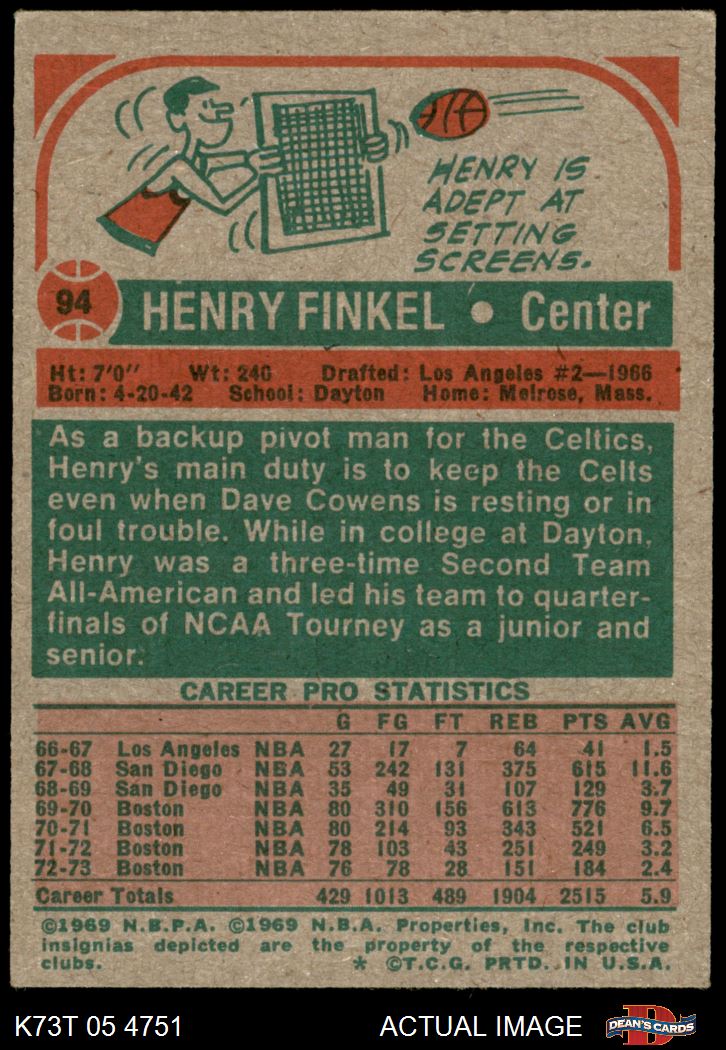 HENRY IS
ADEPT AT
SETTING
SCREENS.
94 HENRY FINKEL • Center
Ht: 7'0" Wt: 240 Drafted: Los Angeles #2—1966
Born: 4-20-42 School: Dayton Home: Melrose, Mass.
As a backup pivot man for the Celtics,
Henry's main duty is to keep the Celts
even when Dave Cowens is resting or in
foul trouble. While in college at Dayton,
Henry was a three-time Second Team
All-American and led his team to quarter-
finals of NCAA Tourney as a junior and
senior.
CAREER PRO STATISTICS
G FG FT REB PTS AVG
66-67 Los Angeles NBA 27 17 7 64 41 1.5
67-68 San Diego NBA 53 242 131 375 615 11.6
68-69 San Diego NBA 35 49 31 107 129 3.7
69-70 Boston NBA 80 310 156 613 776 9.7
70-71 Boston NBA 80 214 93 343 521 6.5
71-72 Boston NBA 78 103 43 251 249 3.2
72-73 Boston NBA 76 78 28 151 184 2.4
Career Totals 429 1013 489 1904 2515 5.9
©1969 N.B.P.A. ©1969 N.B.A. Properties, Inc. The club
insignias depicted are the property of the respective
clubs. * ©T.C.G. PRTD. IN U.S.A.
K73T 05 4751 ACTUAL IMAGE DEAN'S CARDS